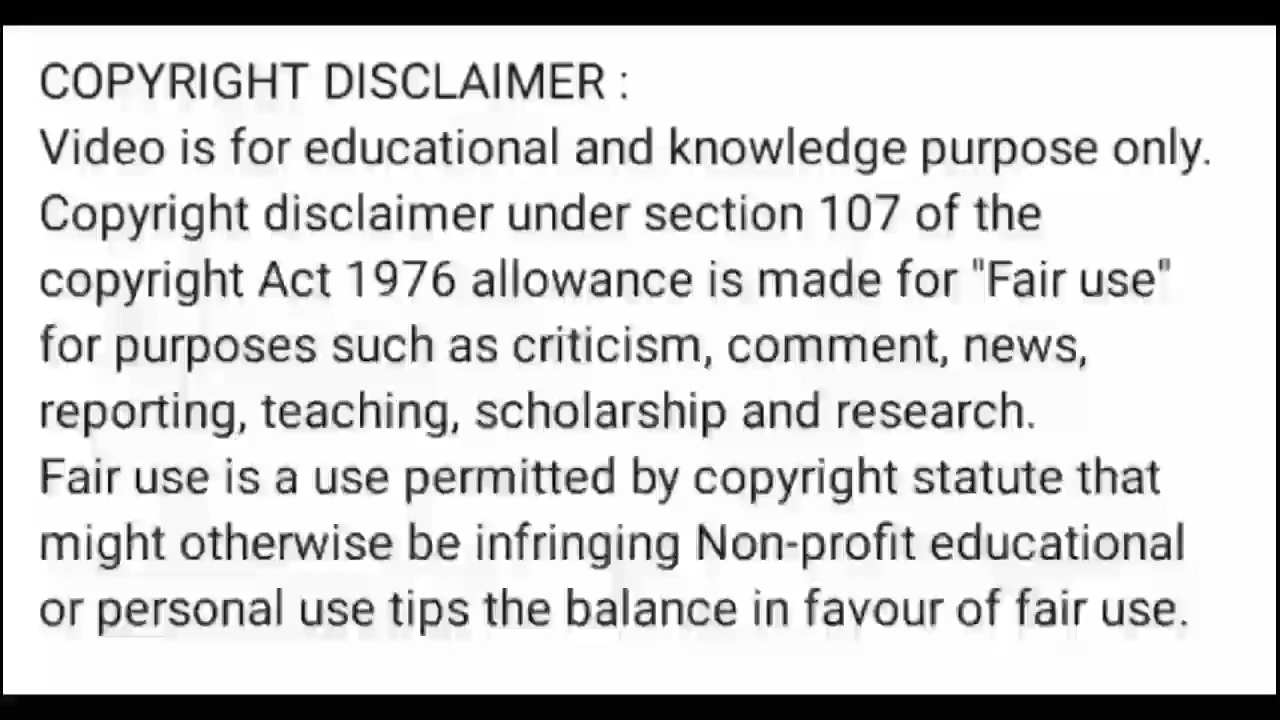 COPYRIGHT DISCLAIMER :
Video is for educational and knowledge purpose only.
Copyright disclaimer under section 107 of the
copyright Act 1976 allowance is made for "Fair use"
for purposes such as criticism, comment, news,
reporting, teaching, scholarship and research.
Fair use is a use permitted by copyright statute that
might otherwise be infringing Non-profit educational
or personal use tips the balance in favour of fair use.